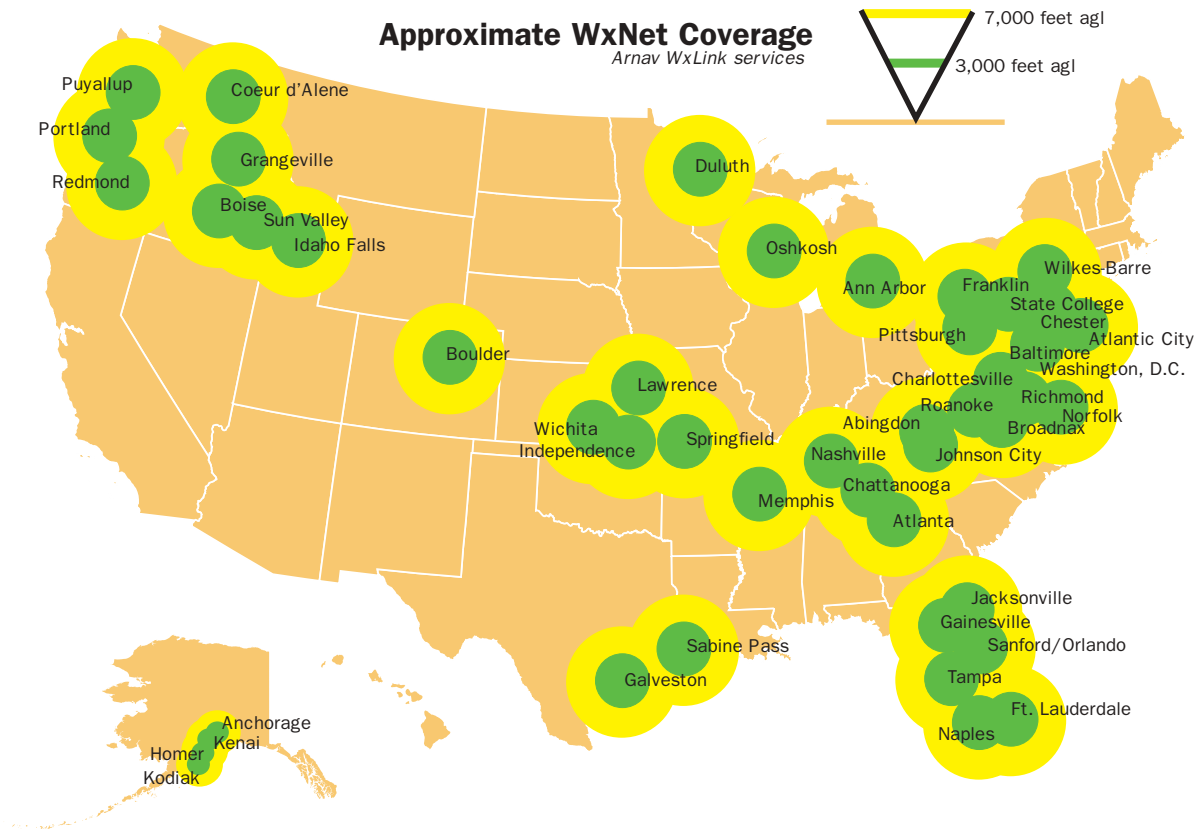 Approximate WxNet Coverage
Arnav WxLink services
7,000 feet agl
3,000 feet agl
Puyallup
Coeur d’Alene
Portland
Grangeville
Redmond
Boise
Sun Valley
Idaho Falls
Duluth
Oshkosh
Ann Arbor
Wilkes-Barre
Franklin
State College
Chester
Pittsburgh
Atlantic City
Baltimore
Washington, D.C.
Boulder
Charlottesville
Lawrence
Richmond
Roanoke
Norfolk
Abingdon
Broadnax
Wichita
Springfield
Independence
Nashville
Johnson City
Chattanooga
Memphis
Atlanta
Jacksonville
Gainesville
Sanford/Orlando
Sabine Pass
Tampa
Galveston
Ft. Lauderdale
Naples
Anchorage
Kenai
Homer
Kodiak